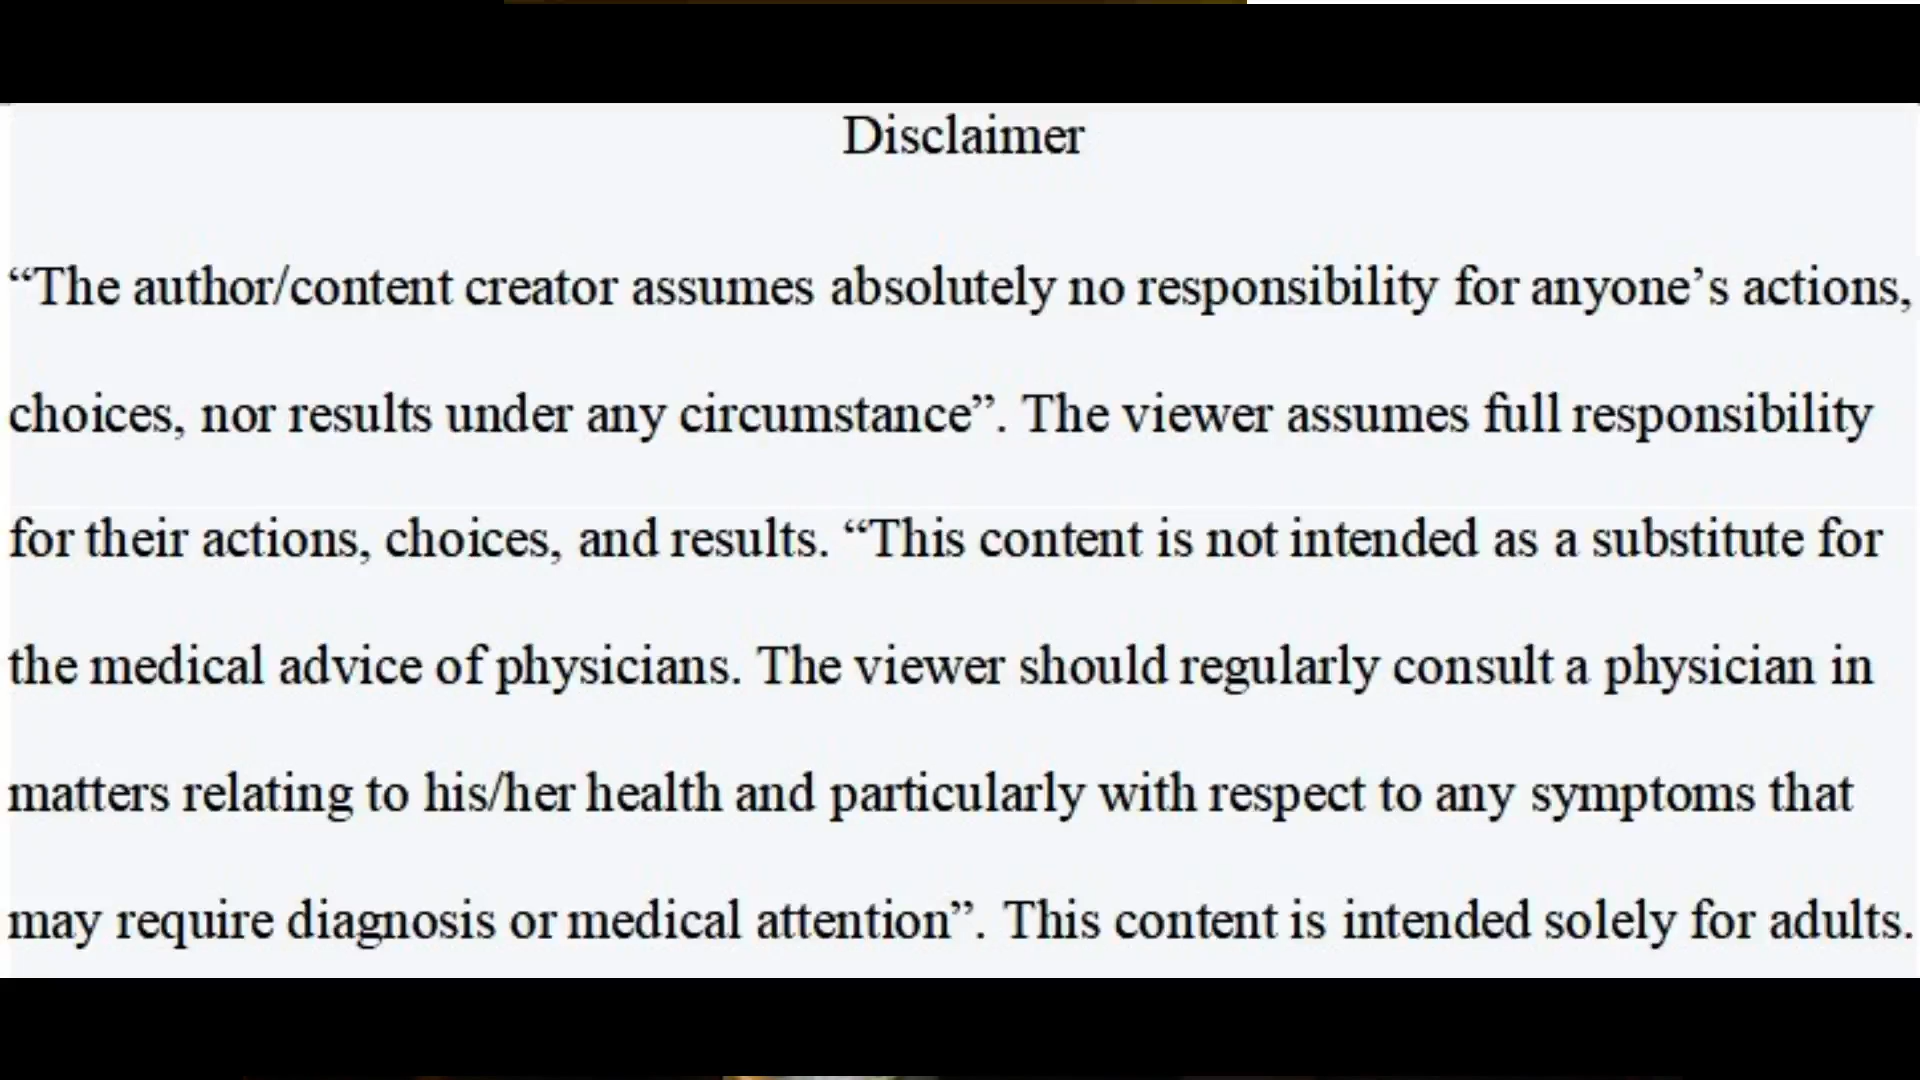 Disclaimer
“The author/content creator assumes absolutely no responsibility for anyone’s actions,
choices, nor results under any circumstance”. The viewer assumes full responsibility
for their actions, choices, and results. “This content is not intended as a substitute for
the medical advice of physicians. The viewer should regularly consult a physician in
matters relating to his/her health and particularly with respect to any symptoms that
may require diagnosis or medical attention”. This content is intended solely for adults.